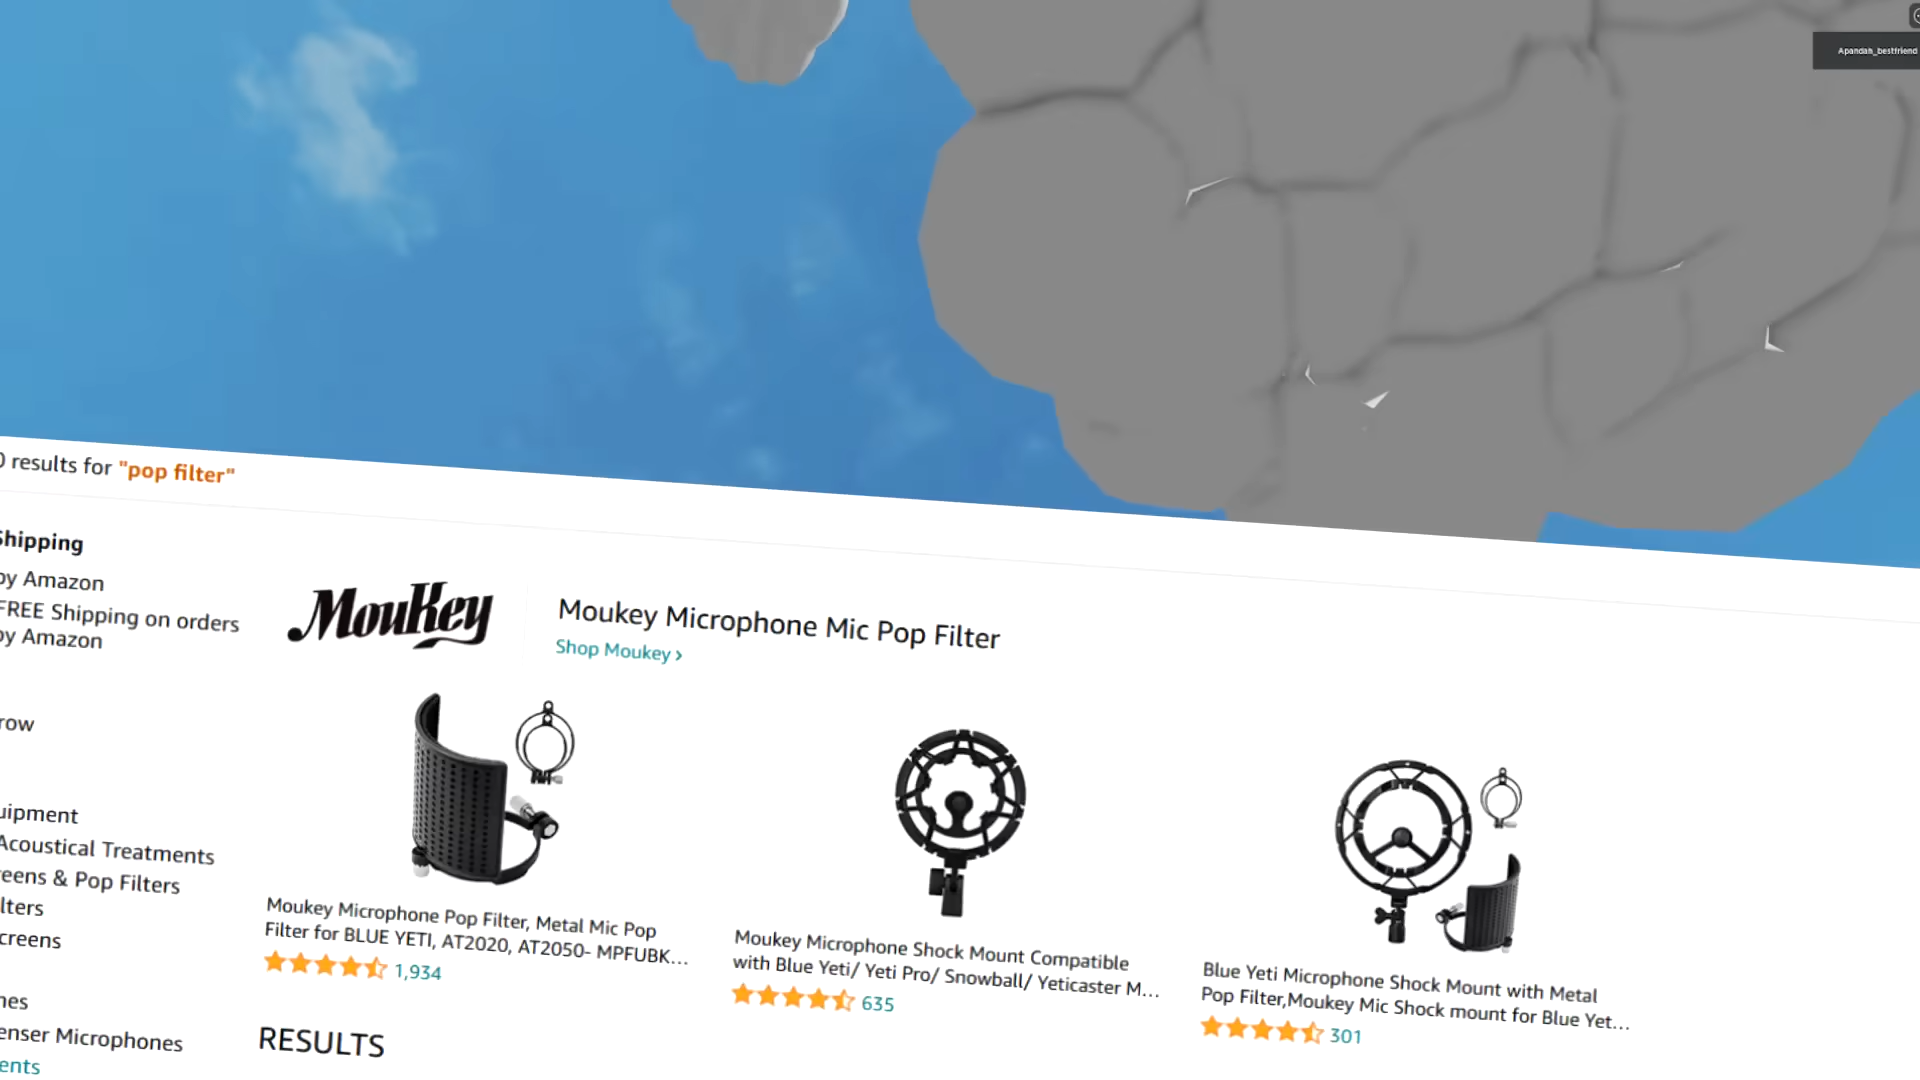 Apandah_bestfriend
0 results for "pop filter"
Shipping
by Amazon
FREE Shipping on orders
by Amazon
MouKey
Moukey Microphone Mic Pop Filter
Shop Moukey ›
row
uipment
Acoustical Treatments
eens & Pop Filters
lters
creens
nes
enser Microphones
ents
Moukey Microphone Pop Filter, Metal Mic Pop
Filter for BLUE YETI, AT2020, AT2050- MPFUBK...
1,934
Moukey Microphone Shock Mount Compatible
with Blue Yeti/ Yeti Pro/ Snowball/ Yeticaster M...
635
Blue Yeti Microphone Shock Mount with Metal
Pop Filter,Moukey Mic Shock mount for Blue Yet...
301
RESULTS